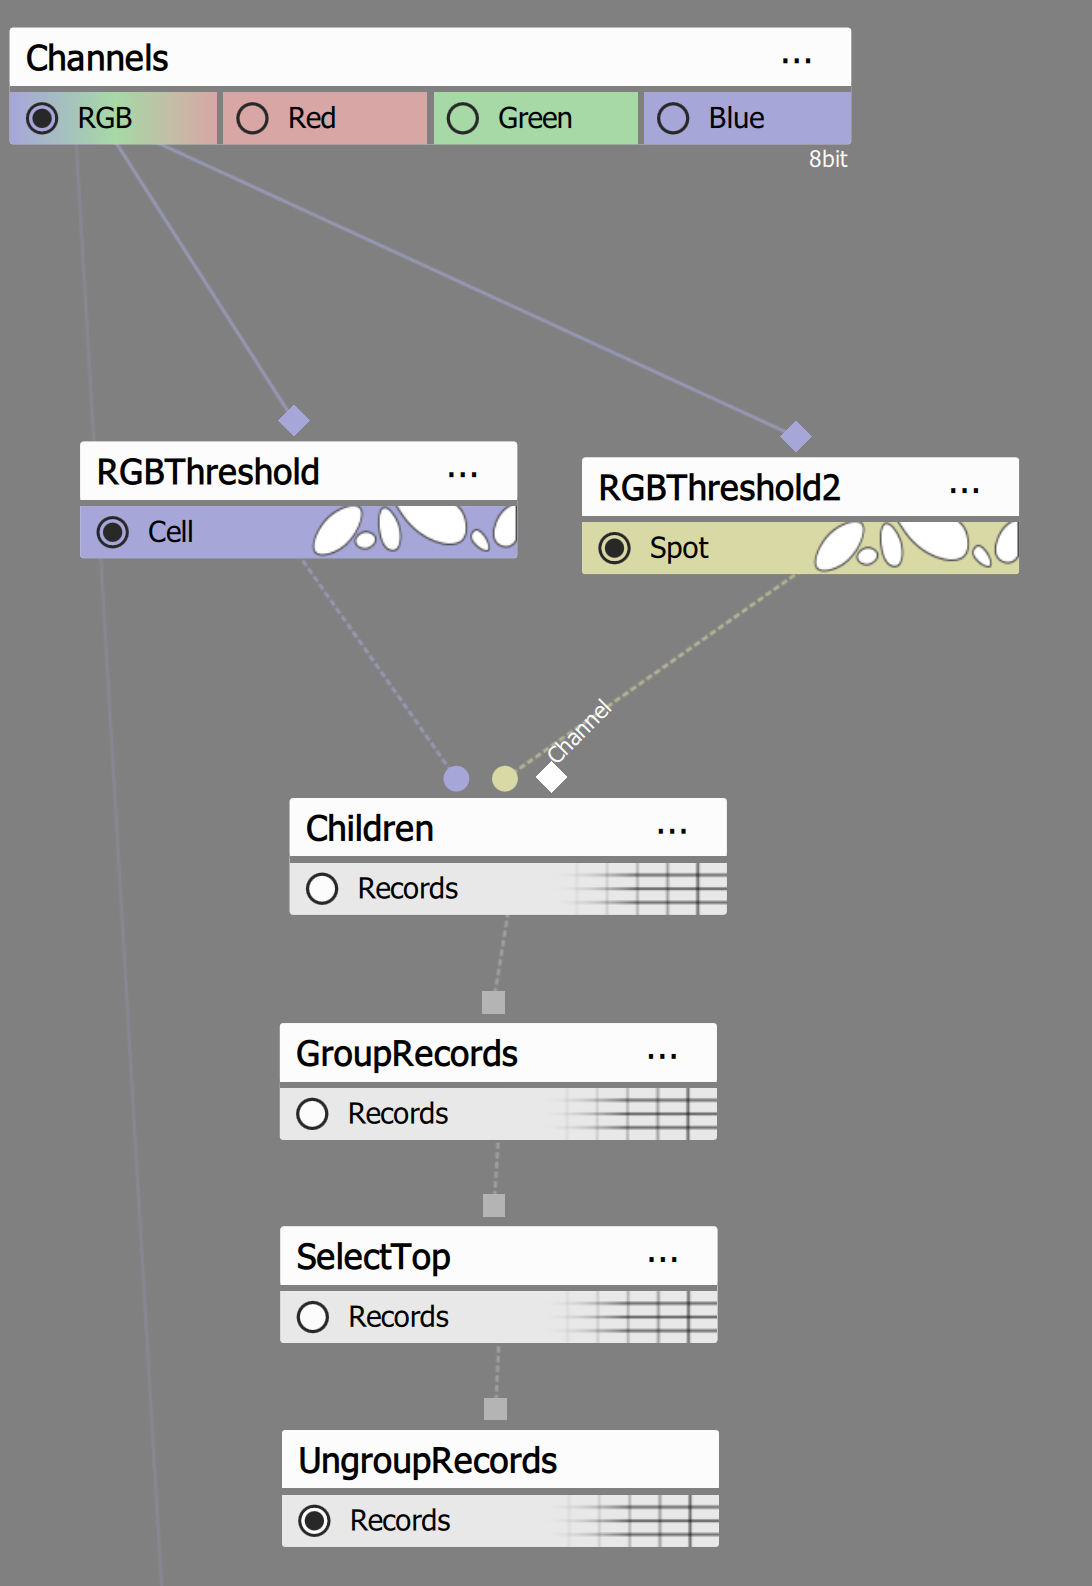 Channels ...
RGB Red Green Blue
8bit
RGBThreshold ...
Cell
RGBThreshold2 ...
Spot
Channel
Children ...
Records
GroupRecords ...
Records
SelectTop ...
Records
UngroupRecords
Records